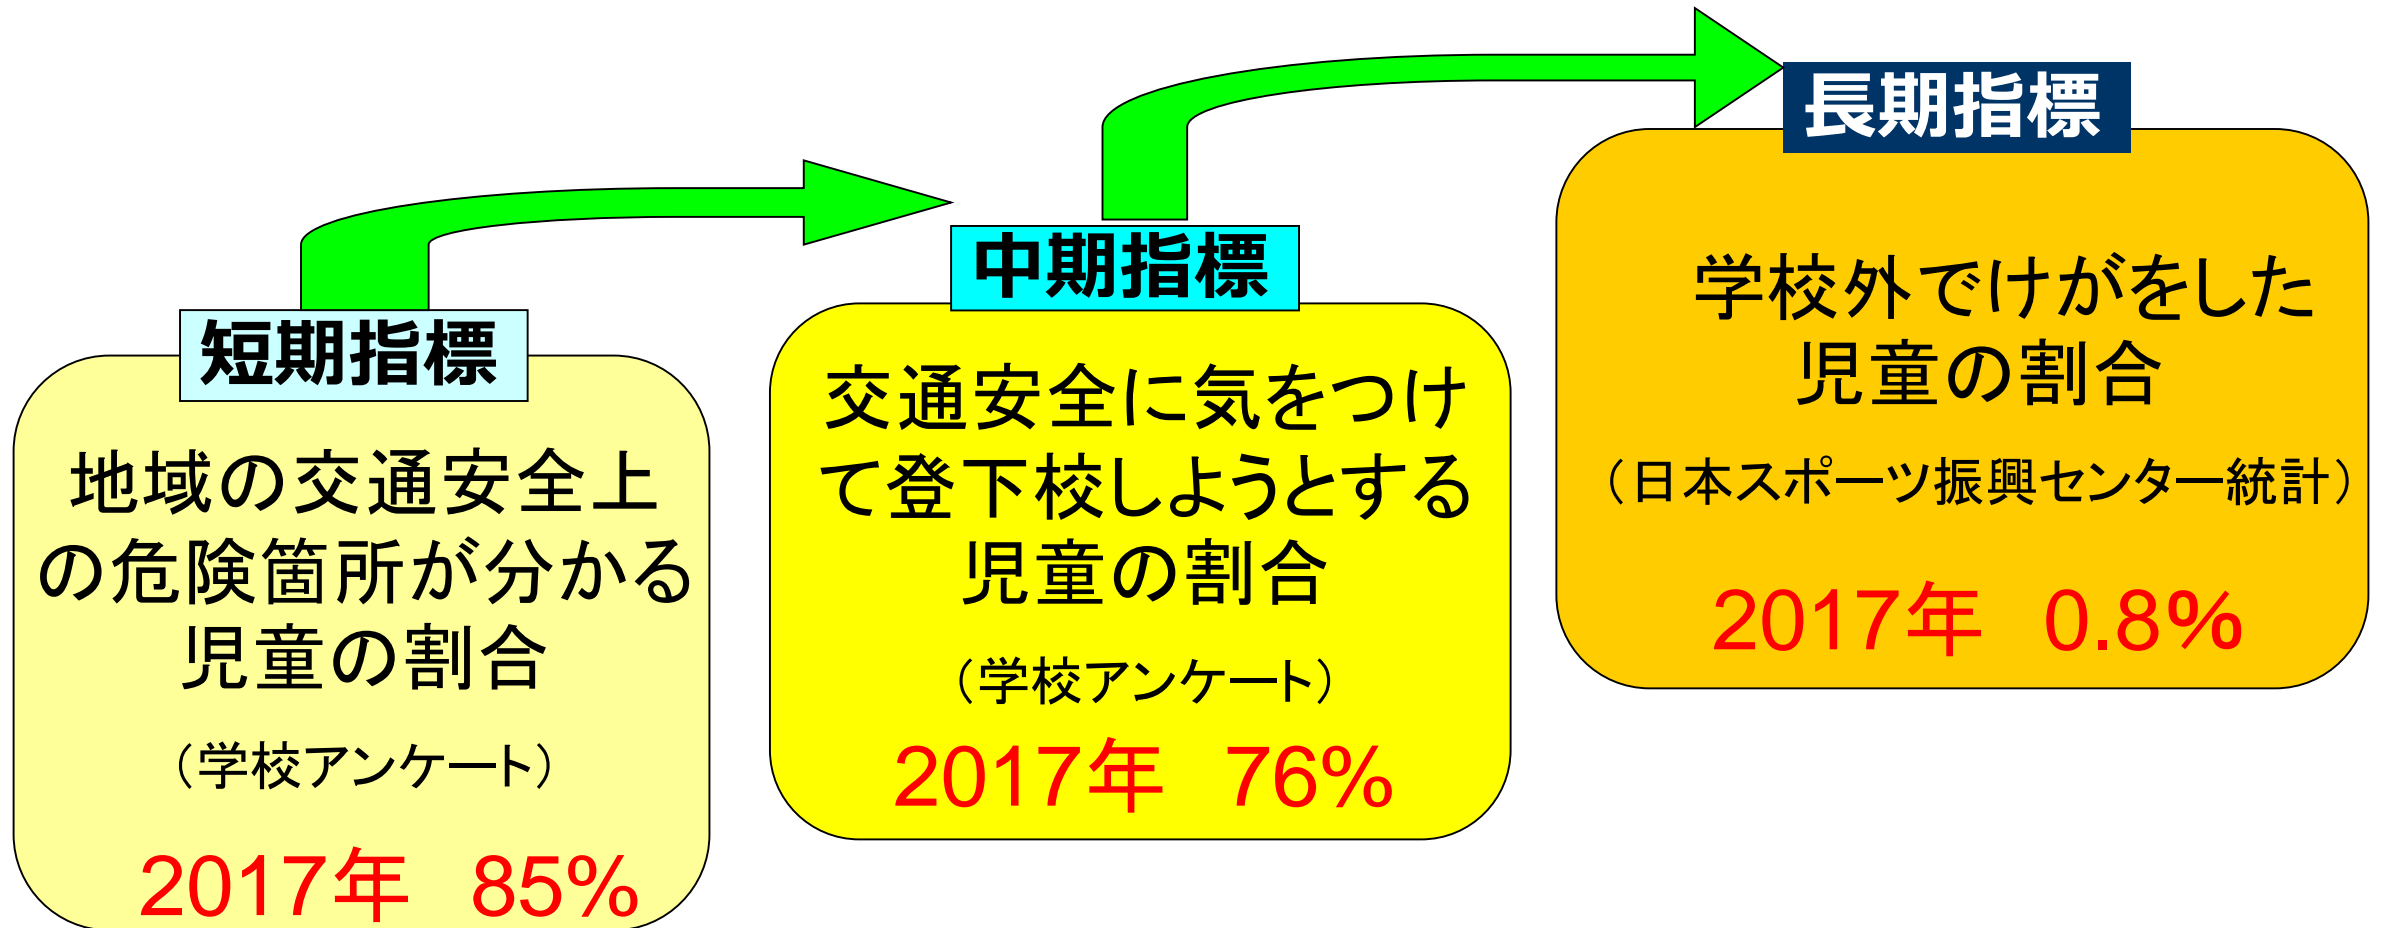 短期指標
地域の交通安全上
の危険箇所が分かる
児童の割合
（学校アンケート）
2017年　85%
中期指標
交通安全に気をつけ
て登下校しようとする
児童の割合
（学校アンケート）
2017年　76%
長期指標
学校外でけがをした
児童の割合
（日本スポーツ振興センター統計）
2017年　0.8%